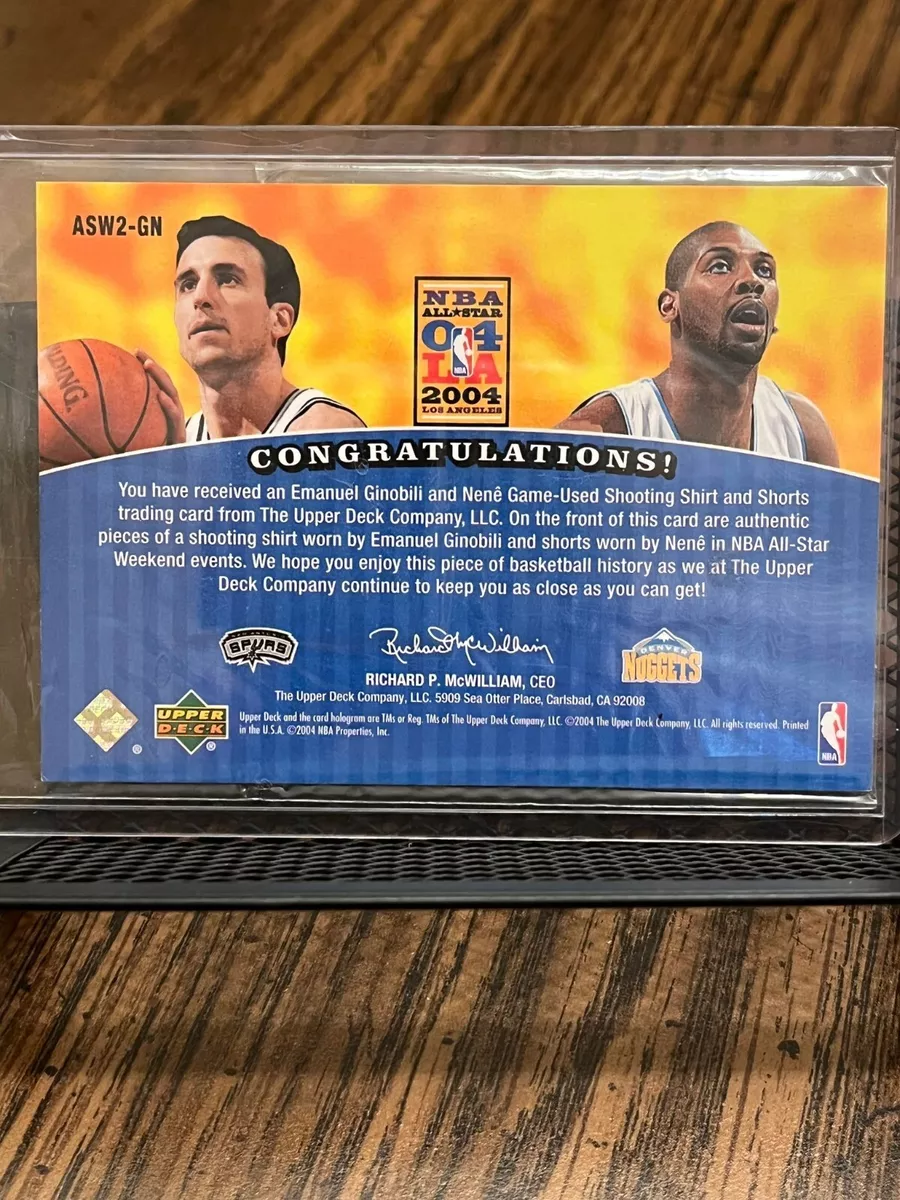 ASW2-GN
DING.
NBA
ALL★STAR
04
LA
NBA
2004
LOS ANGELES
CONGRATULATIONS!
You have received an Emanuel Ginobili and Nenê Game-Used Shooting Shirt and Shorts
trading card from The Upper Deck Company, LLC. On the front of this card are authentic
pieces of a shooting shirt worn by Emanuel Ginobili and shorts worn by Nenê in NBA All-Star
Weekend events. We hope you enjoy this piece of basketball history as we at The Upper
Deck Company continue to keep you as close as you can get!
SAN ANTONIO
SPURS
Richard McWilliam
DENVER
NUGGETS
RICHARD P. McWILLIAM, CEO
The Upper Deck Company, LLC. 5909 Sea Otter Place, Carlsbad, CA 92008
®
UPPER
D·E·C·K
®
Upper Deck and the card hologram are TMs or Reg. TMs of The Upper Deck Company, LLC. ©2004 The Upper Deck Company, LLC. All rights reserved. Printed
in the U.S.A. ©2004 NBA Properties, Inc.
NBA